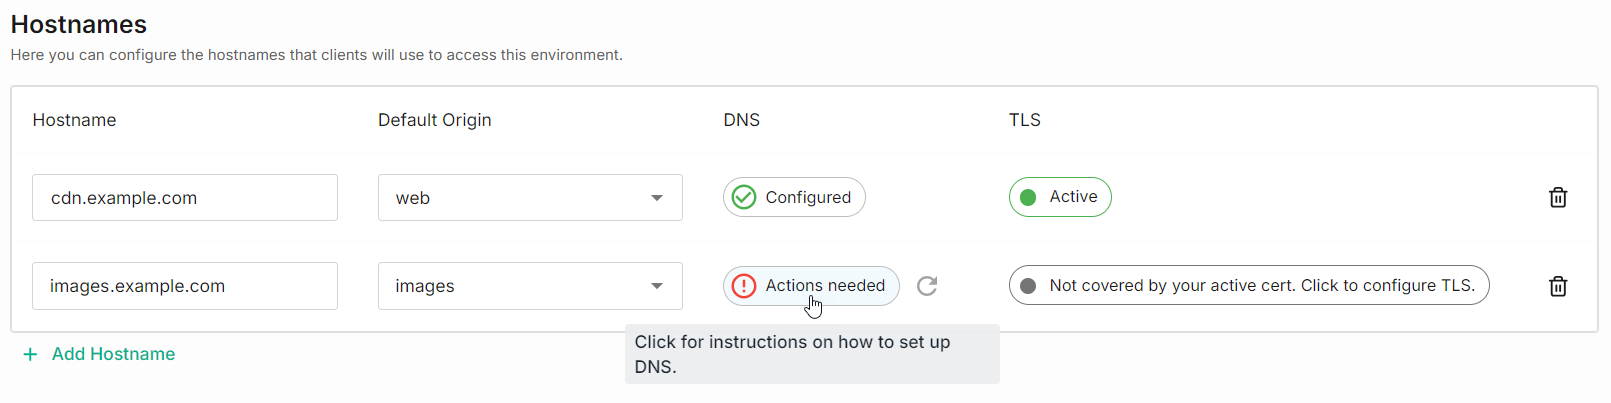 Hostnames
Here you can configure the hostnames that clients will use to access this environment.
Hostname Default Origin DNS TLS
cdn.example.com web Configured Active
images.example.com images Actions needed Not covered by your active cert. Click to configure TLS.
Click for instructions on how to set up
DNS.
+ Add Hostname